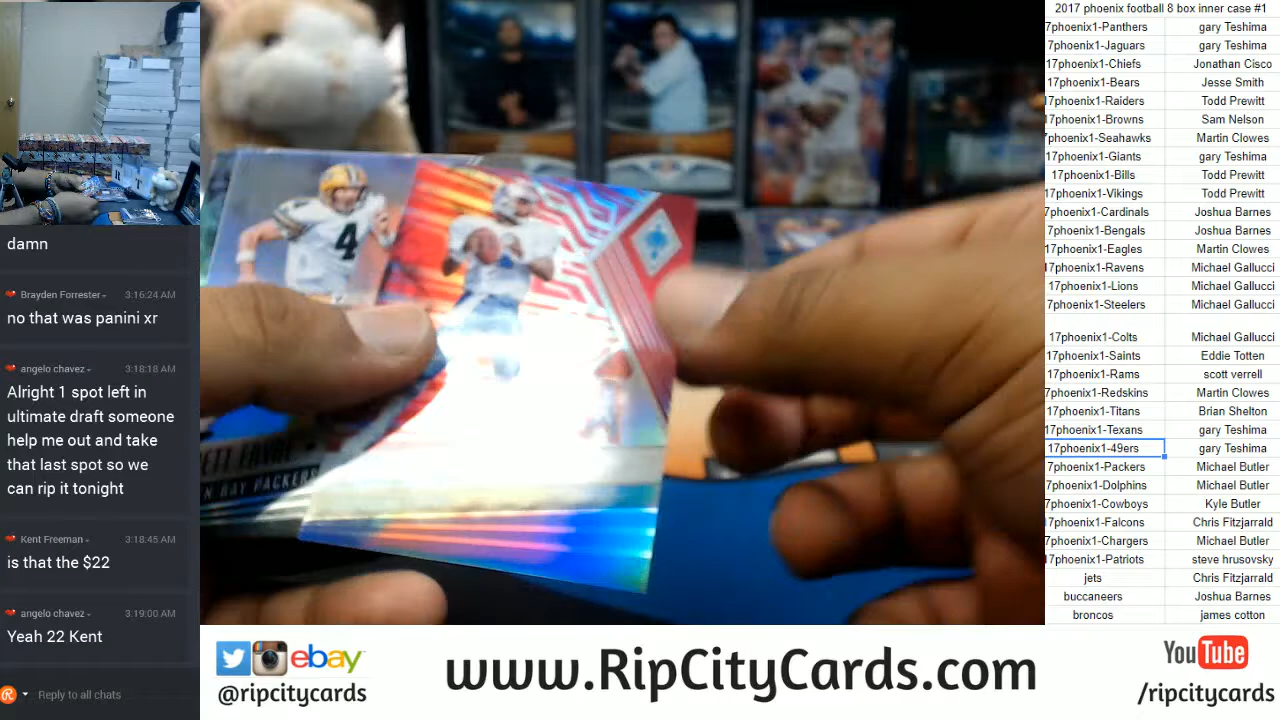 damn
Brayden Forrester
3:16:24 AM
no that was panini xr
angelo chavez
3:18:18 AM
Alright 1 spot left in
ultimate draft someone
help me out and take
that last spot so we
can rip it tonight
Kent Freeman
3:18:45 AM
is that the $22
angelo chavez
3:19:00 AM
Yeah 22 Kent
Reply to all chats
4
PACKERS
2017 phoenix football 8 box inner case #1
7phoenix1-Panthers gary Teshima
7phoenix1-Jaguars gary Teshima
17phoenix1-Chiefs Jonathan Cisco
17phoenix1-Bears Jesse Smith
17phoenix1-Raiders Todd Prewitt
17phoenix1-Browns Sam Nelson
7phoenix1-Seahawks Martin Clowes
17phoenix1-Giants gary Teshima
17phoenix1-Bills Todd Prewitt
17phoenix1-Vikings Todd Prewitt
7phoenix1-Cardinals Joshua Barnes
17phoenix1-Bengals Joshua Barnes
17phoenix1-Eagles Martin Clowes
17phoenix1-Ravens Michael Gallucci
17phoenix1-Lions Michael Gallucci
7phoenix1-Steelers Michael Gallucci
17phoenix1-Colts Michael Gallucci
17phoenix1-Saints Eddie Totten
17phoenix1-Rams scott verrell
7phoenix1-Redskins Martin Clowes
17phoenix1-Titans Brian Shelton
17phoenix1-Texans gary Teshima
17phoenix1-49ers gary Teshima
7phoenix1-Packers Michael Butler
7phoenix1-Dolphins Michael Butler
7phoenix1-Cowboys Kyle Butler
17phoenix1-Falcons Chris Fitzjarrald
7phoenix1-Chargers Michael Butler
17phoenix1-Patriots steve hrusovsky
jets Chris Fitzjarrald
buccaneers Joshua Barnes
broncos james cotton
ebay
@ripcitycards
www.RipCityCards.com
YouTube
/ripcitycards